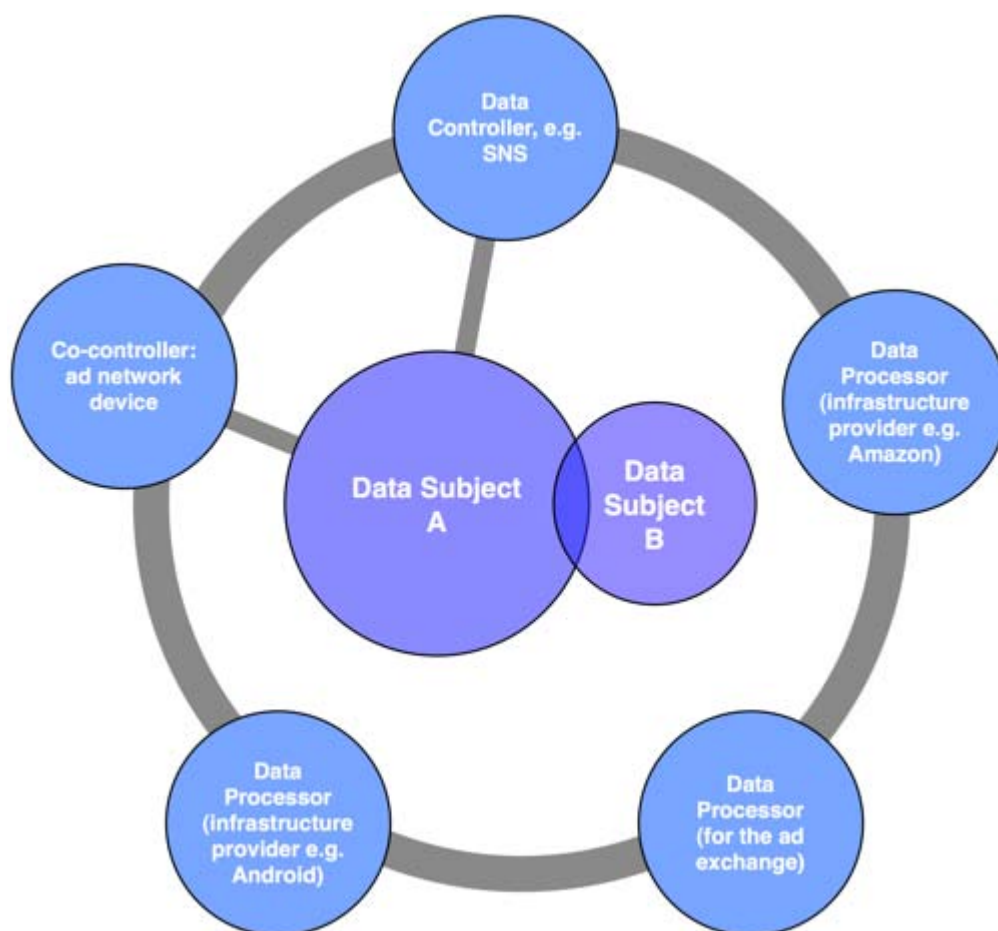 Data
Controller, e.g.
SNS
Co-controller:
ad network
device
Data
Processor
(infrastructure
provider e.g.
Amazon)
Data Subject
A
Data
Subject
B
Data
Processor
(infrastructure
provider e.g.
Android)
Data
Processor
(for the ad
exchange)